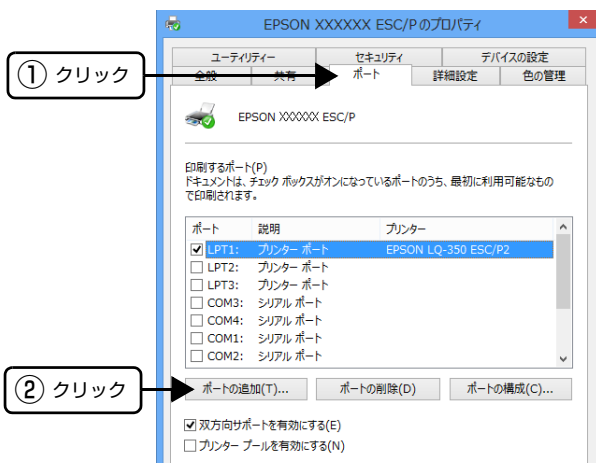 EPSON XXXXXX ESC/Pのプロパティ
×
ユーティリティー セキュリティ デバイスの設定
① クリック
全般 共有 ポート 詳細設定 色の管理
EPSON XXXXXX ESC/P
印刷するポート(P)
ドキュメントは、チェック ボックスがオンになっているポートのうち、最初に利用可能なもの
で印刷されます。
ポート 説明 プリンター
LPT1: プリンター ポート EPSON LQ-350 ESC/P2
LPT2: プリンター ポート
LPT3: プリンター ポート
COM3: シリアル ポート
COM4: シリアル ポート
COM1: シリアル ポート
COM2: シリアル ポート
② クリック
ポートの追加(T)... ポートの削除(D) ポートの構成(C)...
双方向サポートを有効にする(E)
プリンター プールを有効にする(N)